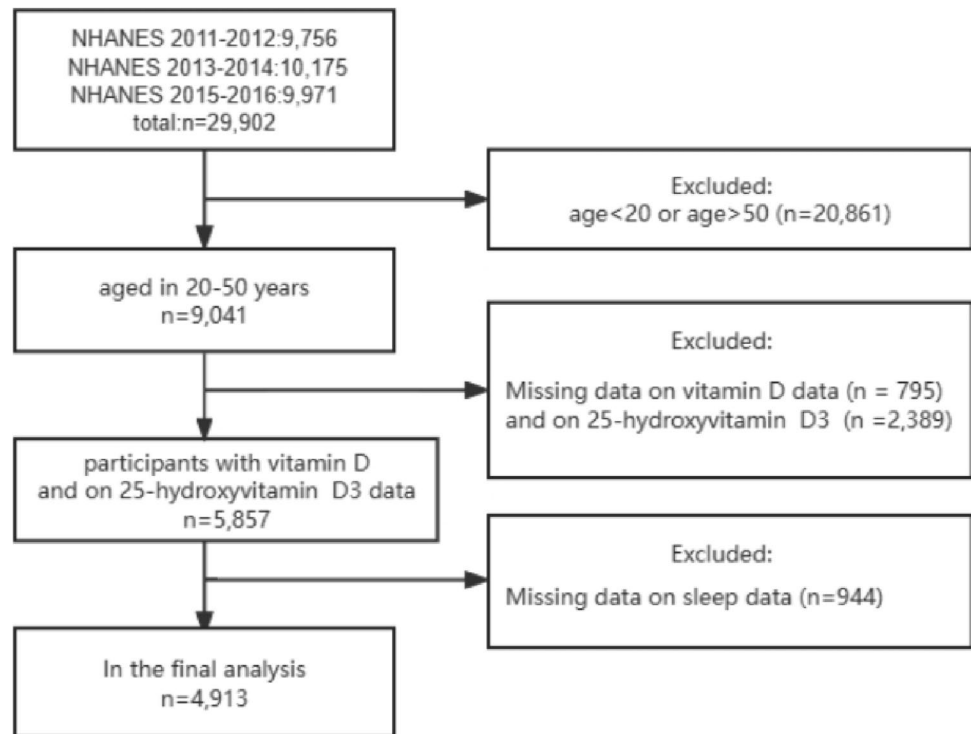 NHANES 2011-2012:9,756
NHANES 2013-2014:10,175
NHANES 2015-2016:9,971
total:n=29,902
Excluded:
age<20 or age>50 (n=20,861)
aged in 20-50 years
n=9,041
Excluded:
Missing data on vitamin D data (n = 795)
and on 25-hydroxyvitamin D3 (n =2,389)
participants with vitamin D
and on 25-hydroxyvitamin D3 data
n=5,857
Excluded:
Missing data on sleep data (n=944)
In the final analysis
n=4,913